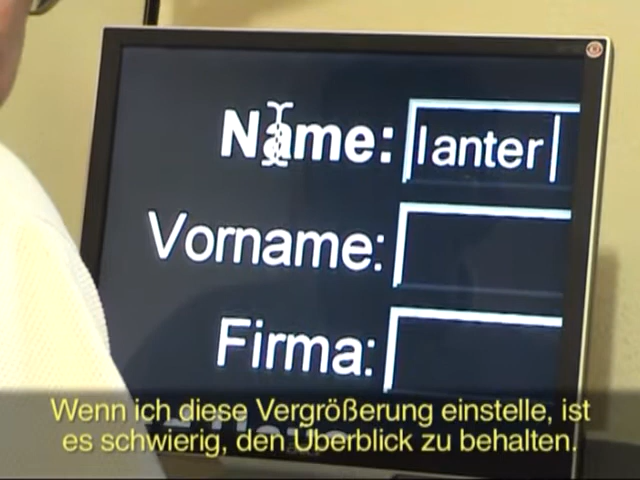 Name: lanter
Vorname:
Firma:
Wenn ich diese Vergrößerung einstelle, ist
es schwierig, den Überblick zu behalten.